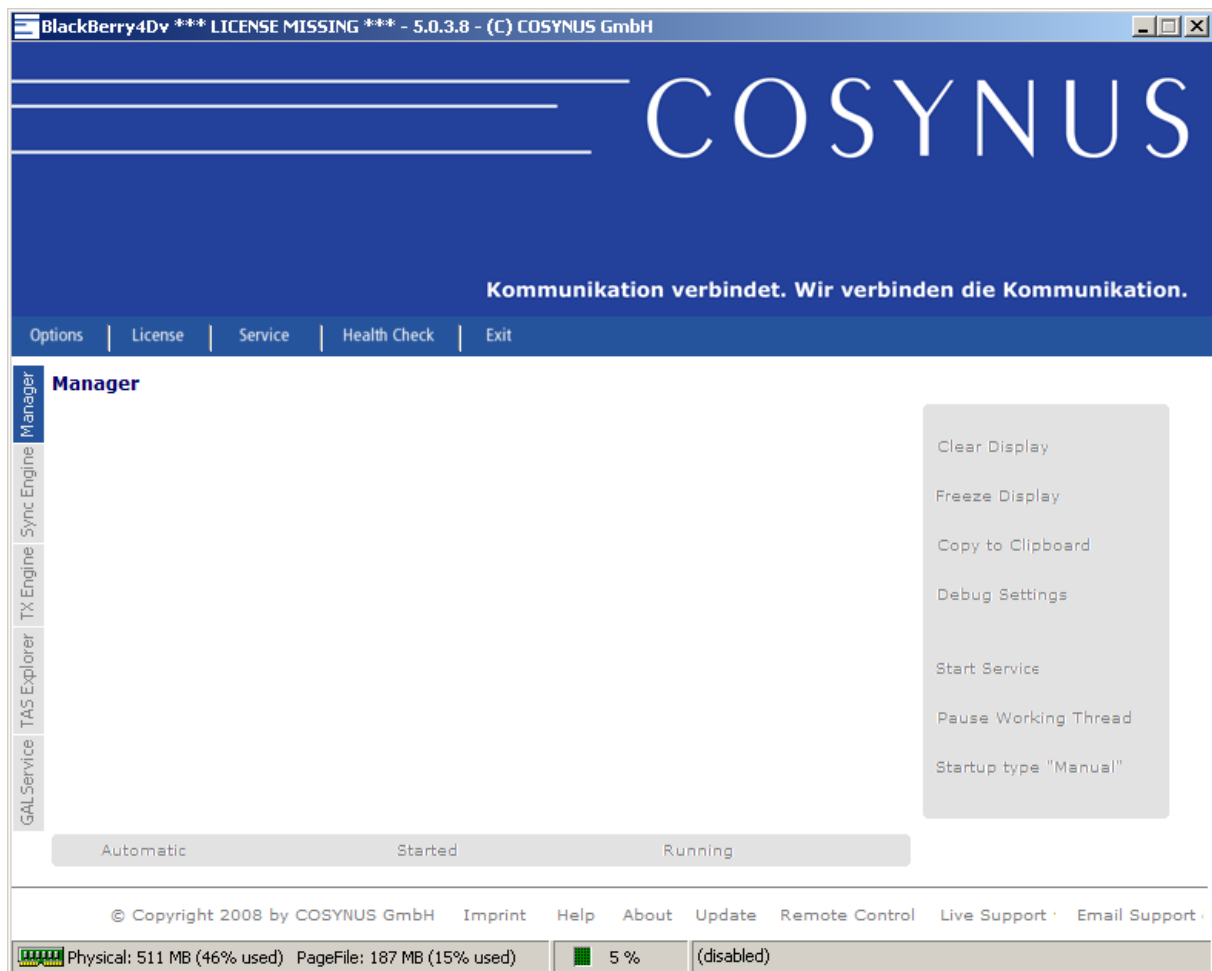 BlackBerry4Dv *** LICENSE MISSING *** - 5.0.3.8 - (C) COSYNUS GmbH
COSYNUS
Kommunikation verbindet. Wir verbinden die Kommunikation.
Options | License | Service | Health Check | Exit
Manager
Sync Engine
TX Engine
TAS Explorer
GALService
Manager
Clear Display
Freeze Display
Copy to Clipboard
Debug Settings
Start Service
Pause Working Thread
Startup type "Manual"
Automatic Started Running
© Copyright 2008 by COSYNUS GmbH Imprint Help About Update Remote Control Live Support Email Support
Physical: 511 MB (46% used) PageFile: 187 MB (15% used) 5 % (disabled)